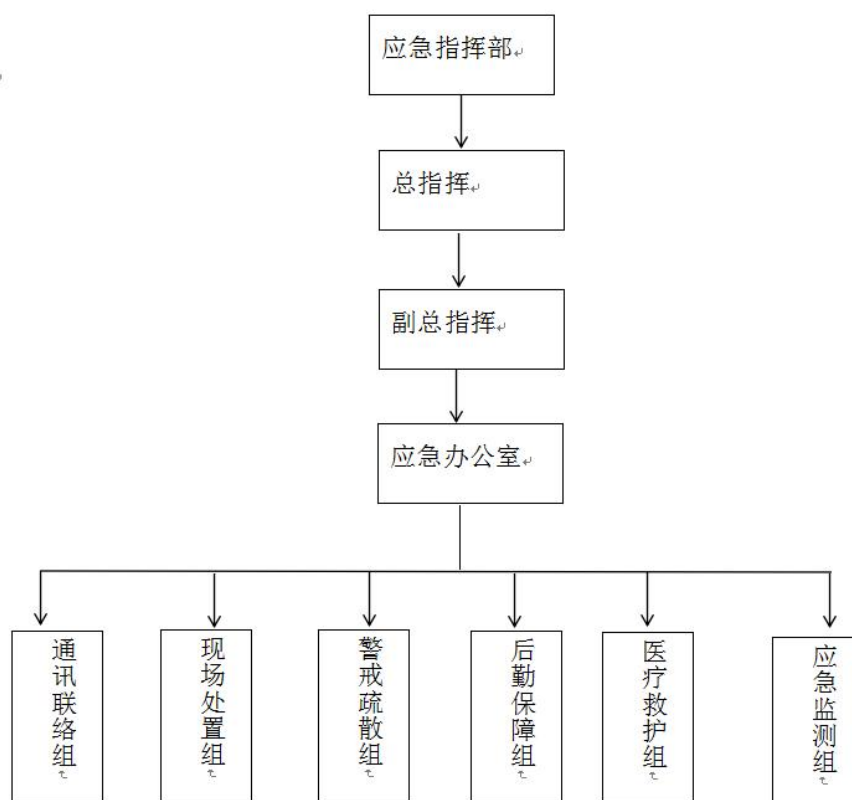 应急指挥部
总指挥
副总指挥
应急办公室
通讯联络组
现场处置组
警戒疏散组
后勤保障组
医疗救护组
应急监测组